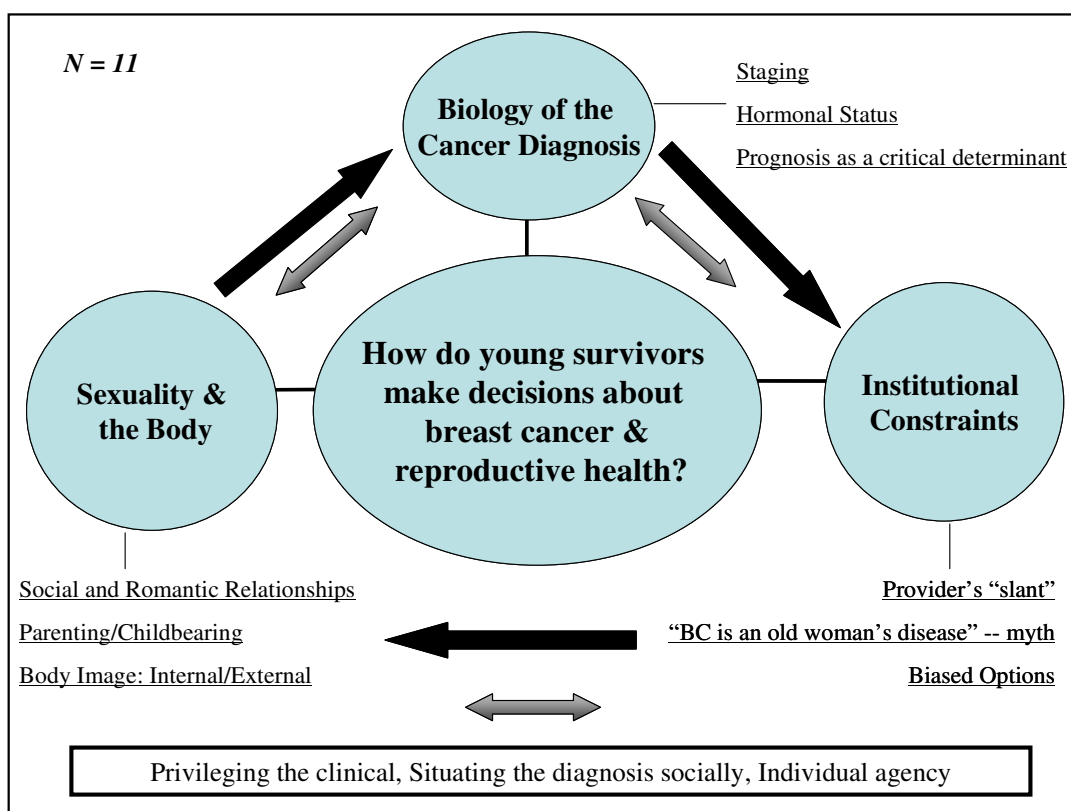 N = 11
Biology of the
Cancer Diagnosis
Staging
Hormonal Status
Prognosis as a critical determinant
Sexuality &
the Body
How do young survivors
make decisions about
breast cancer &
reproductive health?
Institutional
Constraints
Social and Romantic Relationships
Parenting/Childbearing
Body Image: Internal/External
Provider's “slant”
“BC is an old woman's disease” -- myth
Biased Options
Privileging the clinical, Situating the diagnosis socially, Individual agency